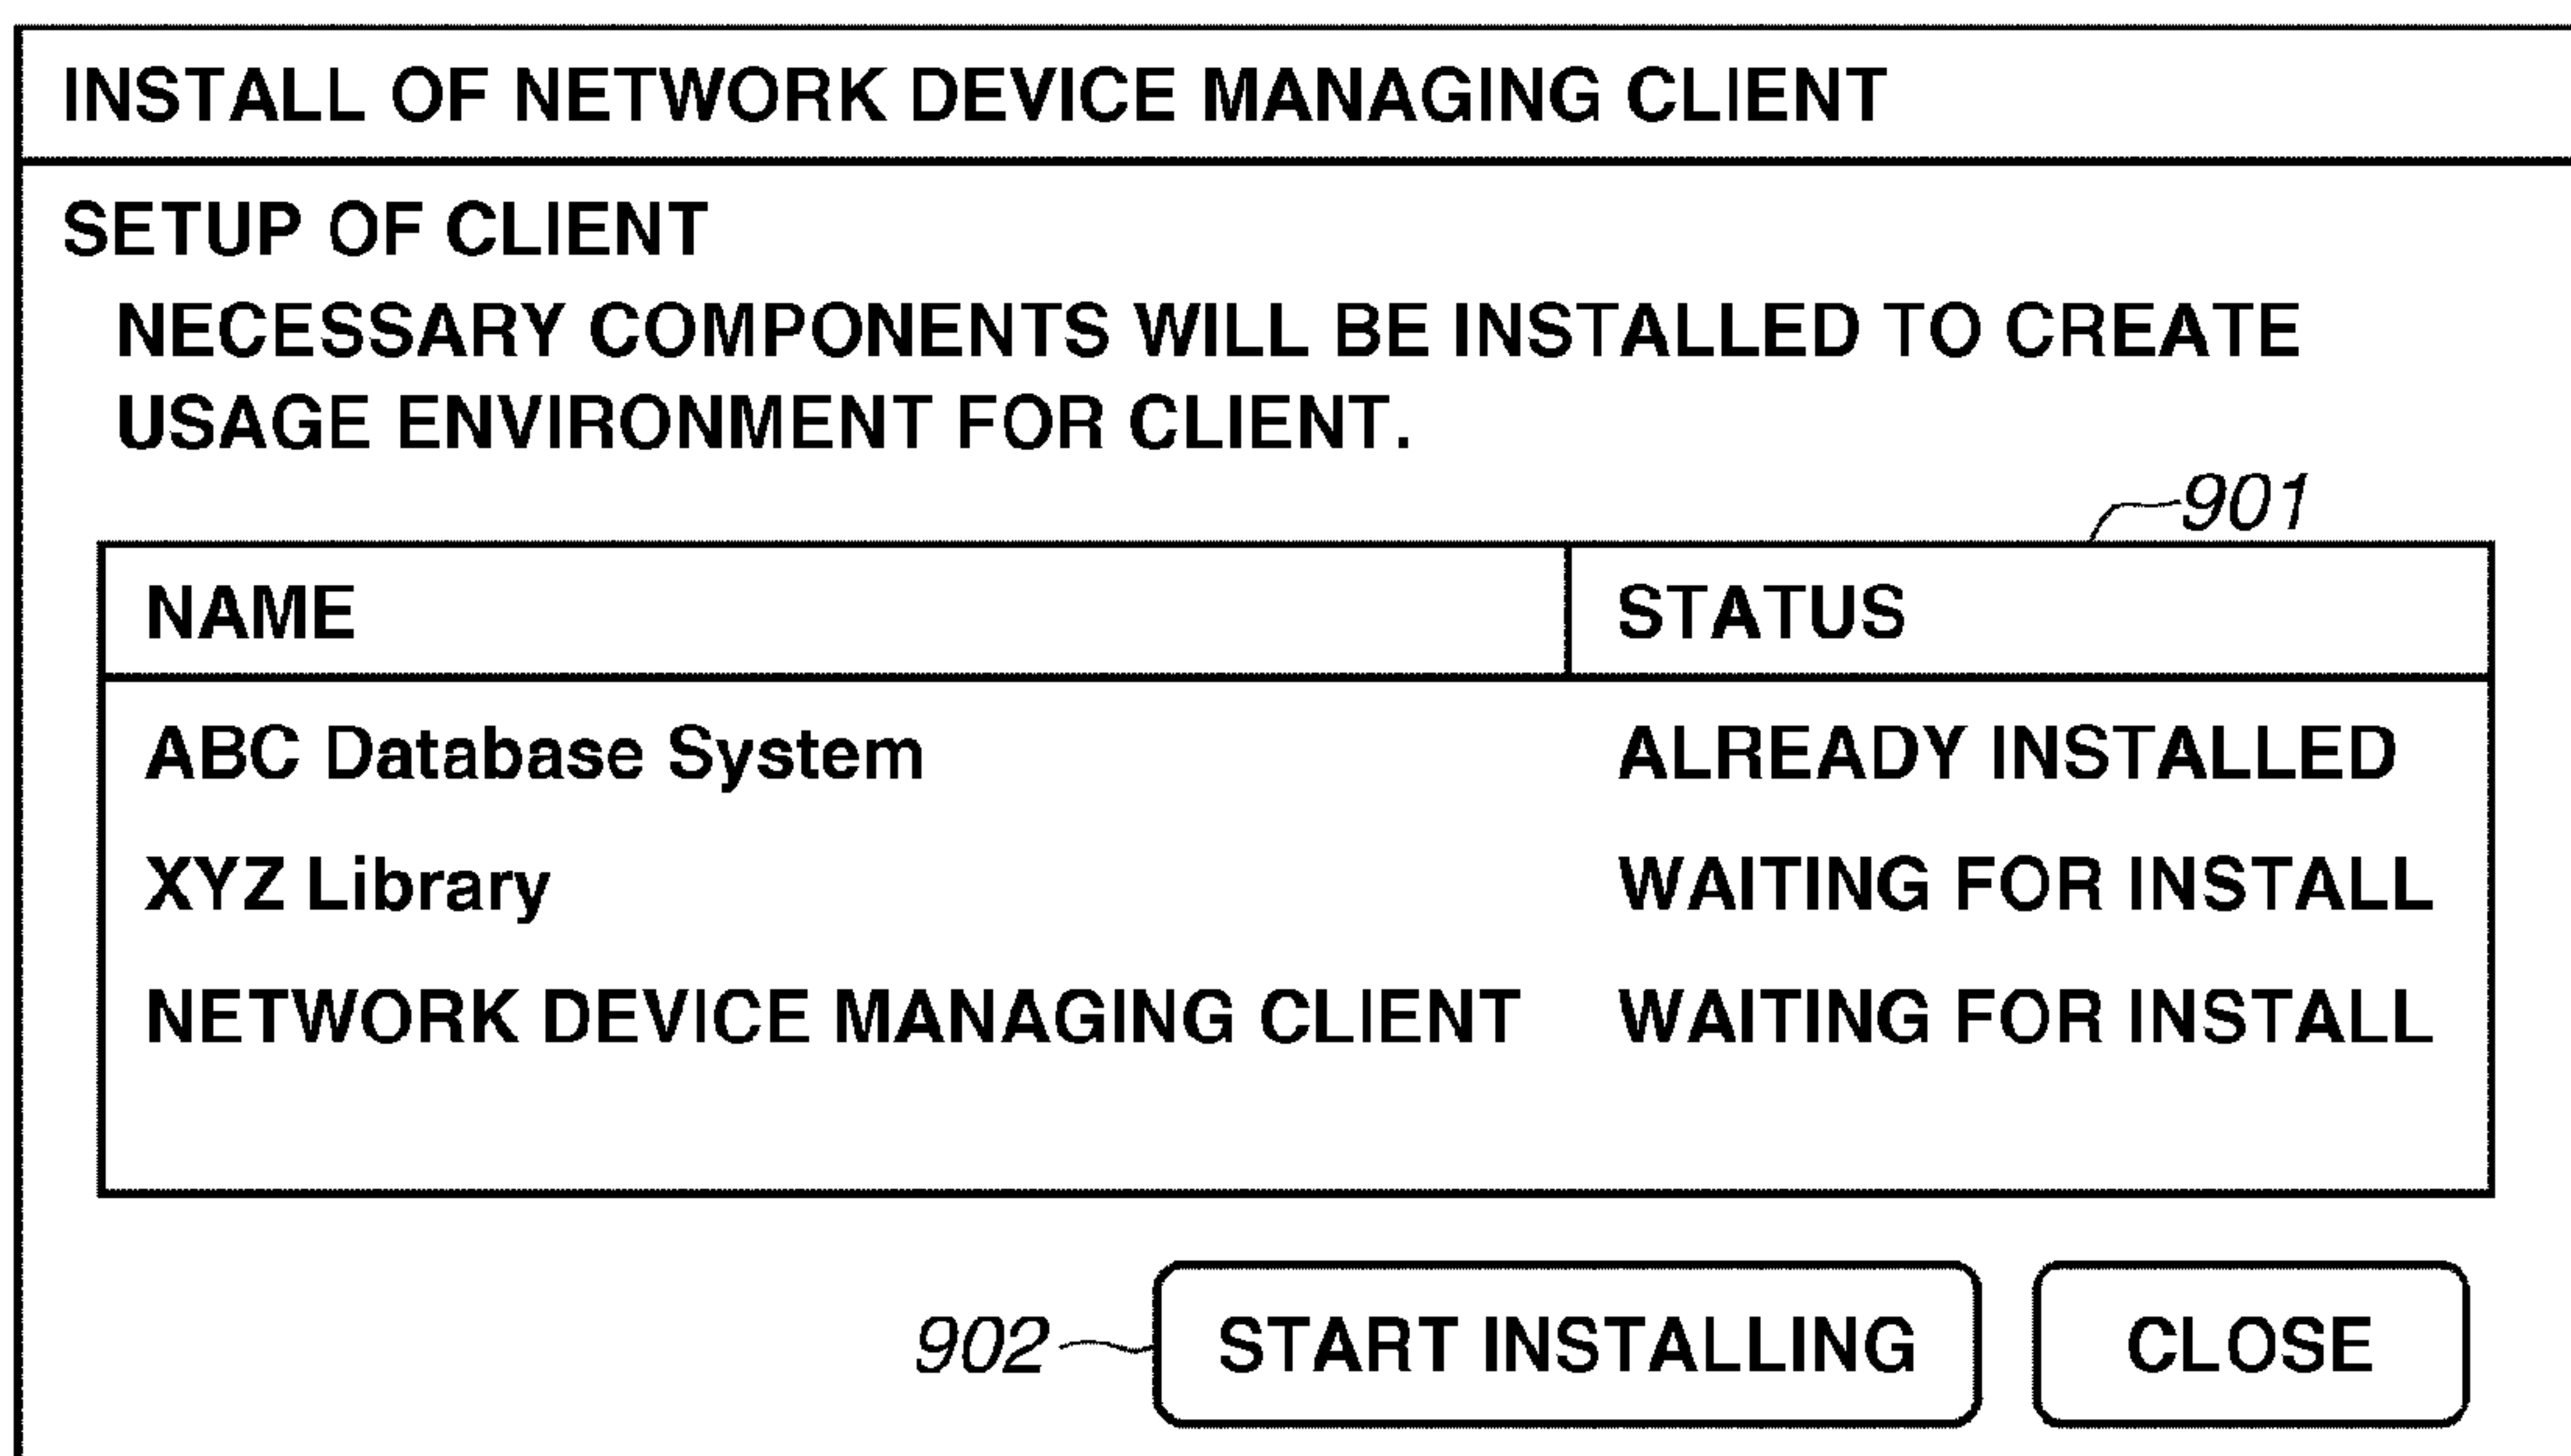 INSTALL OF NETWORK DEVICE MANAGING CLIENT
SETUP OF CLIENT
NECESSARY COMPONENTS WILL BE INSTALLED TO CREATE
USAGE ENVIRONMENT FOR CLIENT.
901
NAME STATUS
ABC Database System ALREADY INSTALLED
XYZ Library WAITING FOR INSTALL
NETWORK DEVICE MANAGING CLIENT WAITING FOR INSTALL
902 START INSTALLING CLOSE